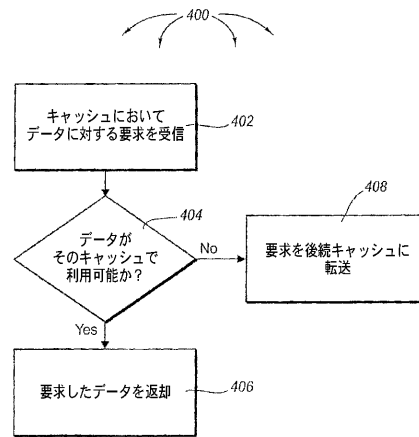 400
キャッシュにおいて
データに対する要求を受信
402
404
データが
そのキャッシュで
利用可能か?
No
408
要求を後続キャッシュに
転送
Yes
要求したデータを返却
406